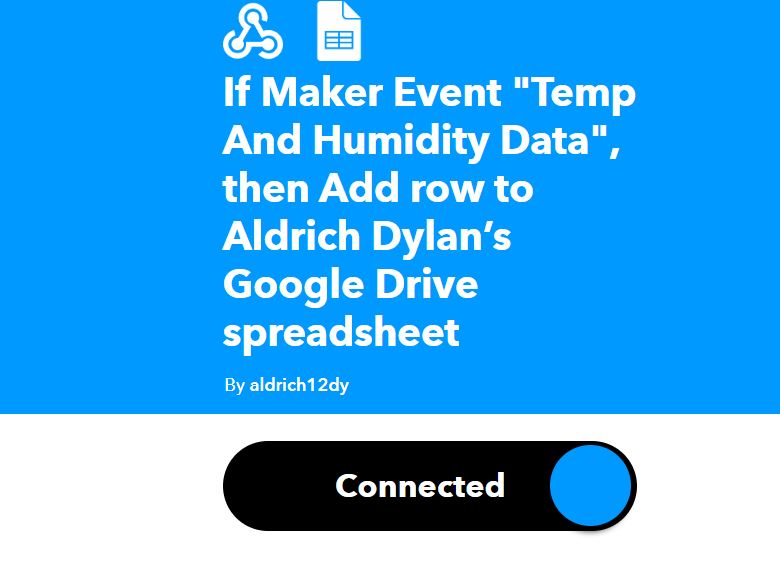 If Maker Event "Temp
And Humidity Data",
then Add row to
Aldrich Dylan’s
Google Drive
spreadsheet
By aldrich12dy
Connected